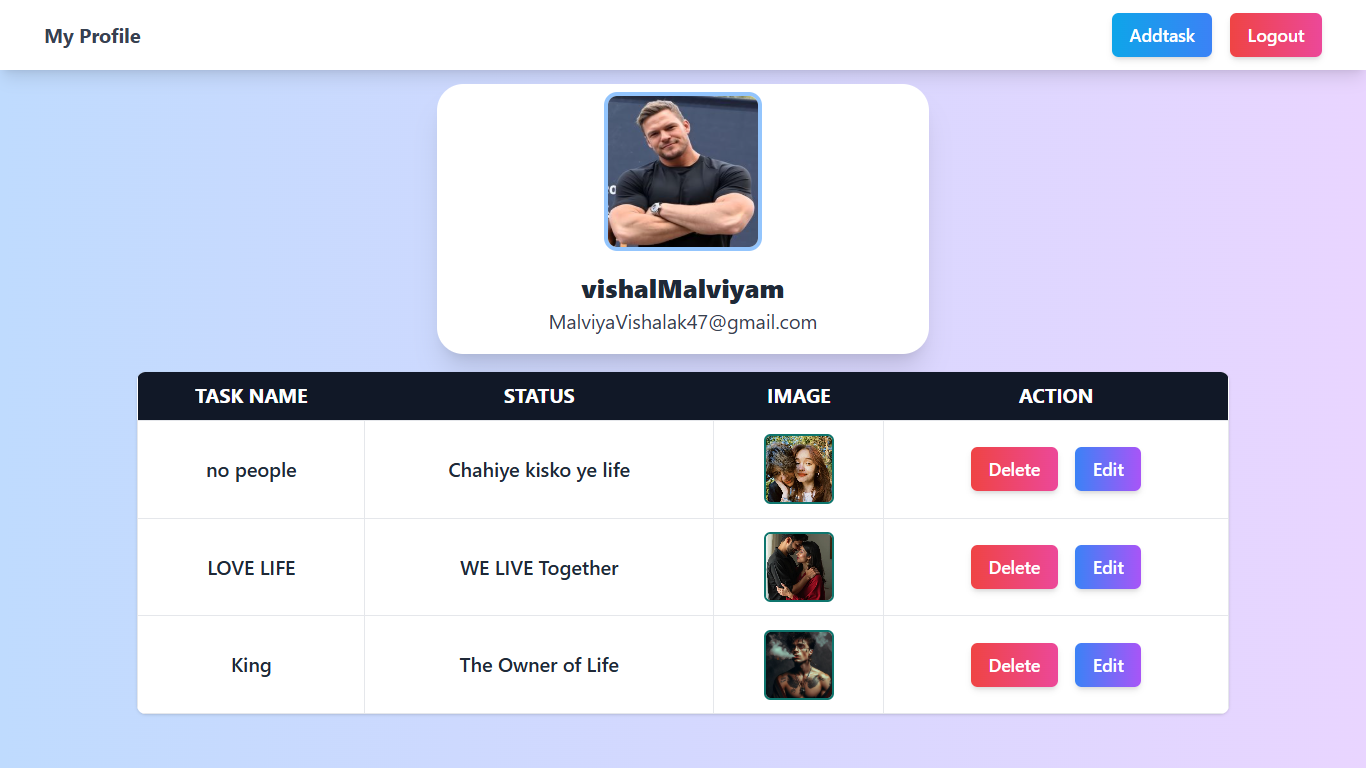 My Profile
Addtask
Logout
vishalMalviyam
MalviyaVishalak47@gmail.com
TASK NAME STATUS IMAGE ACTION
no people Chahiye kisko ye life Delete Edit
LOVE LIFE WE LIVE Together Delete Edit
King The Owner of Life Delete Edit